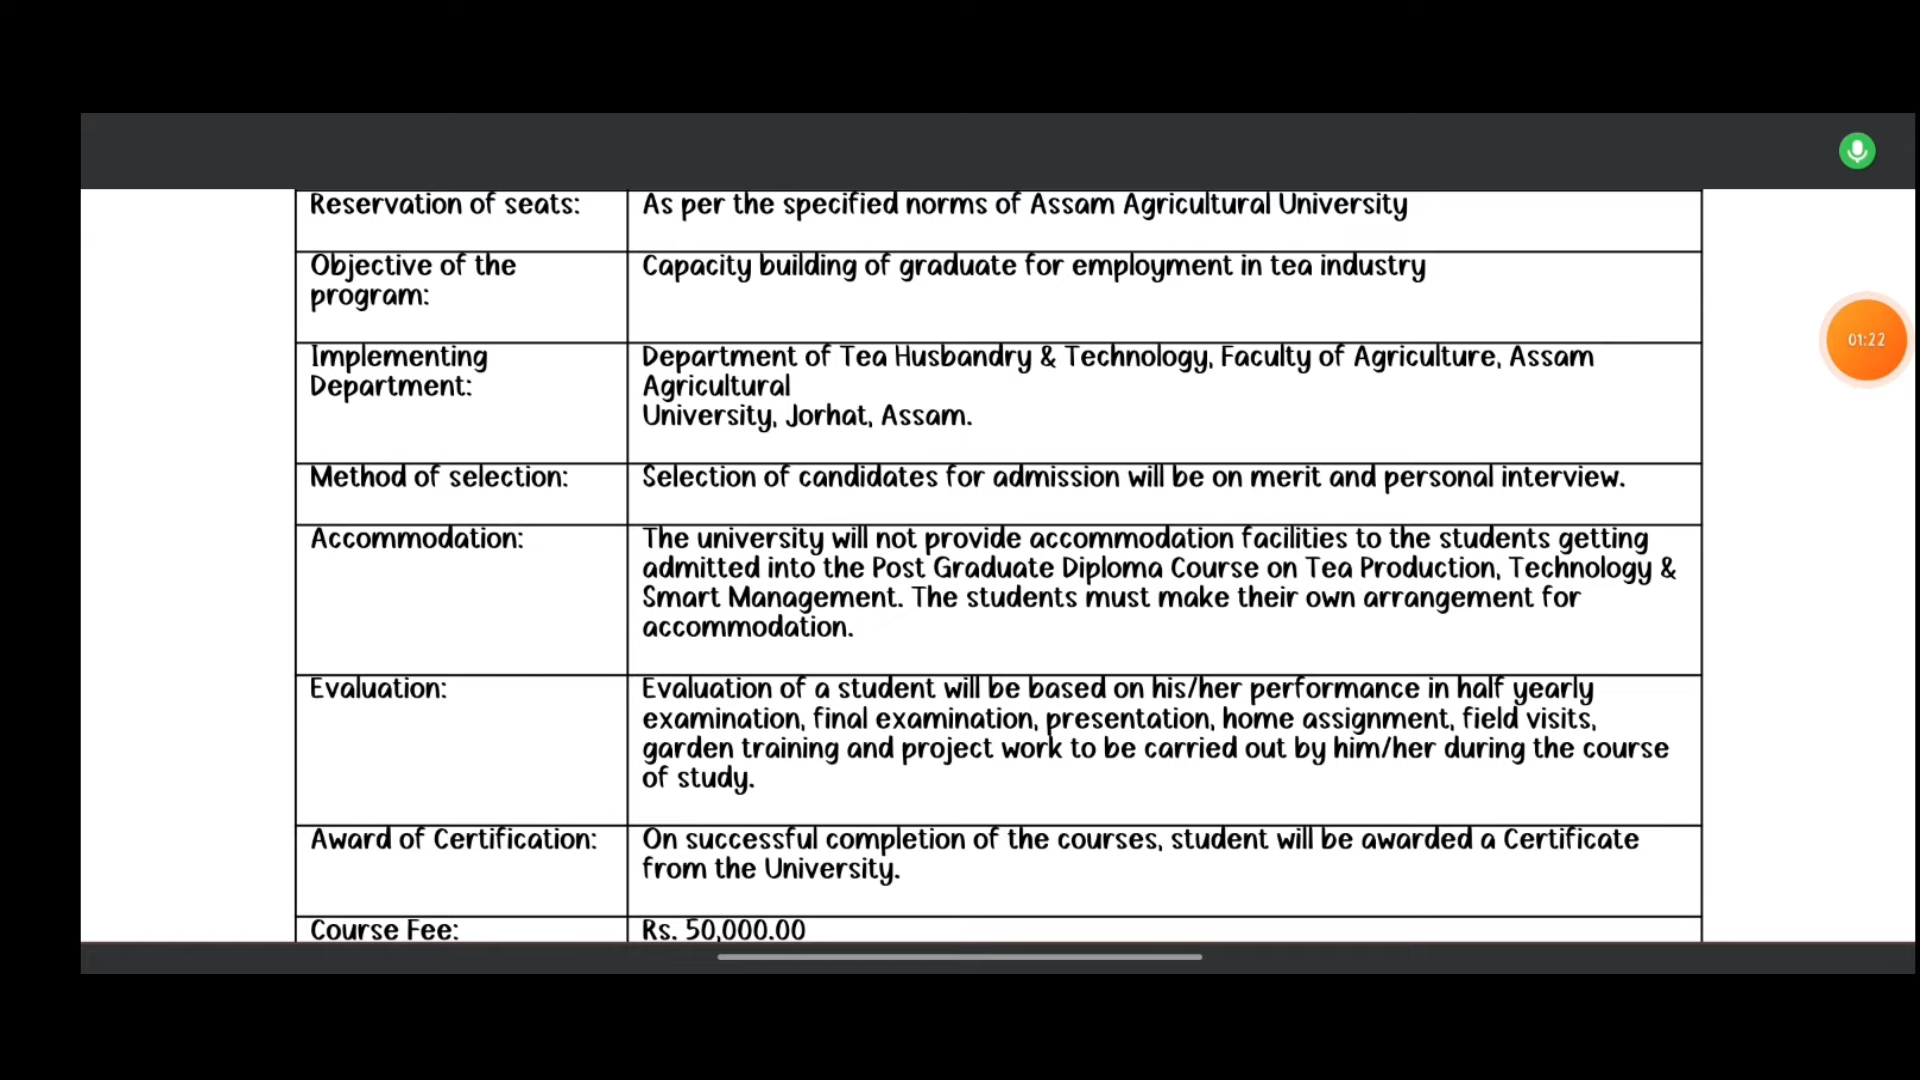 Reservation of seats: As per the specified norms of Assam Agricultural University
Objective of the program: Capacity building of graduate for employment in tea industry
Implementing Department: Department of Tea Husbandry & Technology, Faculty of Agriculture, Assam
Agricultural
University, Jorhat, Assam.
Method of selection: Selection of candidates for admission will be on merit and personal interview.
Accommodation: The university will not provide accommodation facilities to the students getting
admitted into the Post Graduate Diploma Course on Tea Production, Technology &
Smart Management. The students must make their own arrangement for
accommodation.
Evaluation: Evaluation of a student will be based on his/her performance in half yearly
examination, final examination, presentation, home assignment, field visits,
garden training and project work to be carried out by him/her during the course
of study.
Award of Certification: On successful completion of the courses, student will be awarded a Certificate
from the University.
Course Fee: Rs. 50,000.00
01:22